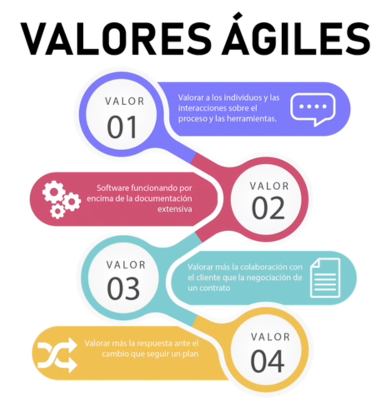 VALORES ÁGILES
VALOR
01
Valorar a los individuos y las
interacciones sobre el
proceso y las herramientas.
Software funcionando por
encima de la documentación
extensiva
VALOR
02
VALOR
03
Valorar más la colaboración con
el cliente que la negociación de
un contrato
Valorar más la respuesta ante el
cambio que seguir un plan
VALOR
04